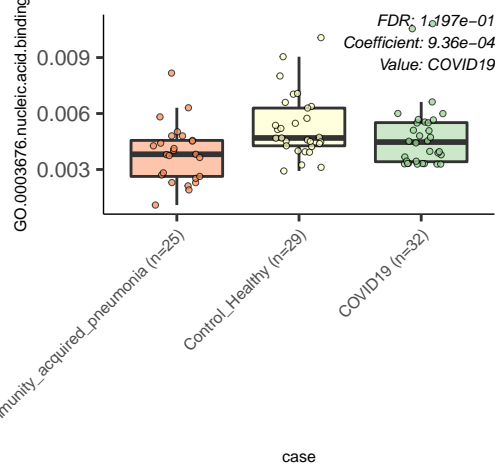 FDR: 1.197e−01
Coefficient: 9.36e−04
Value: COVID19
GO.0003676.nucleic.acid.binding
0.009
0.006
0.003
munity_acquired_pneumonia (n=25)
Control_Healthy (n=29)
COVID19 (n=32)
case